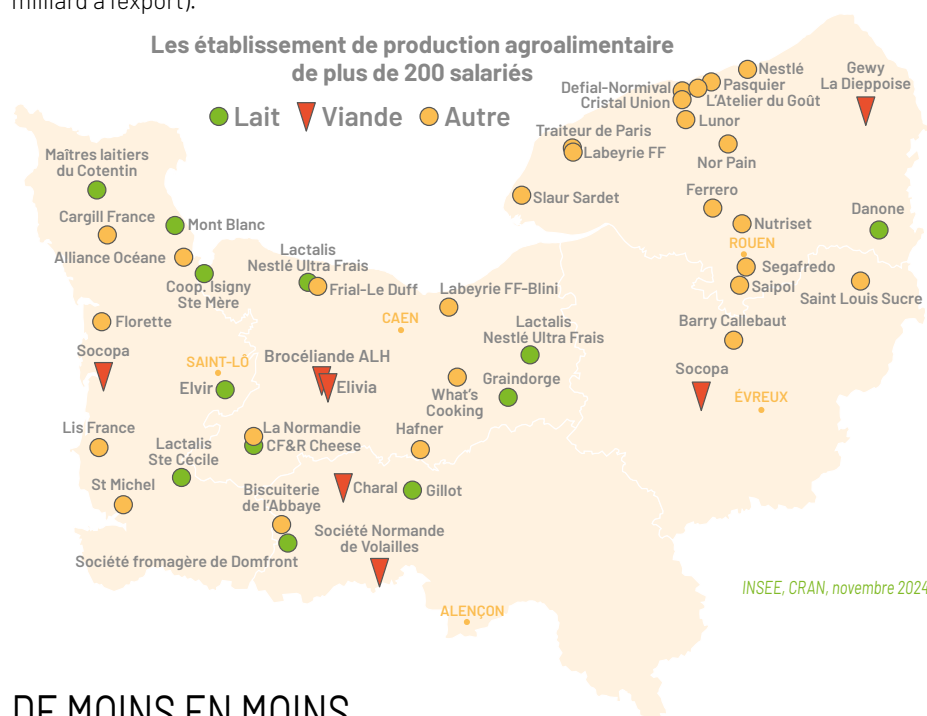 milliard à l'export).
Les établissement de production agroalimentaire
de plus de 200 salariés
Lait Viande Autre
Nestlé
Pasquier
Defial-Normival
Cristal Union
L'Atelier du Goût
Gewy
La Dieppoise
Lunor
Traiteur de Paris
Labeyrie FF
Nor Pain
Maîtres laitiers
du Cotentin
Slaur Sardet
Ferrero
Cargill France
Mont Blanc
Nutriset
Danone
ROUEN
Alliance Océane
Coop. Isigny
Ste Mère
Lactalis
Nestlé Ultra Frais
Frial-Le Duff
Labeyrie FF-Blini
Segafredo
Saipol
Saint Louis Sucre
Florette
CAEN
Lactalis
Nestlé Ultra Frais
Barry Callebaut
Socopa
SAINT-LÔ
Brocéliande ALH
Elivia
Elvir
What's
Cooking
Graindorge
Socopa
ÉVREUX
Lis France
La Normandie
CF&R Cheese
Hafner
Lactalis
Ste Cécile
St Michel
Biscuiterie
de l'Abbaye
Charal
Gillot
Société Normande
de Volailles
Société fromagère de Domfront
INSEE, CRAN, novembre 2024
ALENÇON
DE MOINS EN MOINS